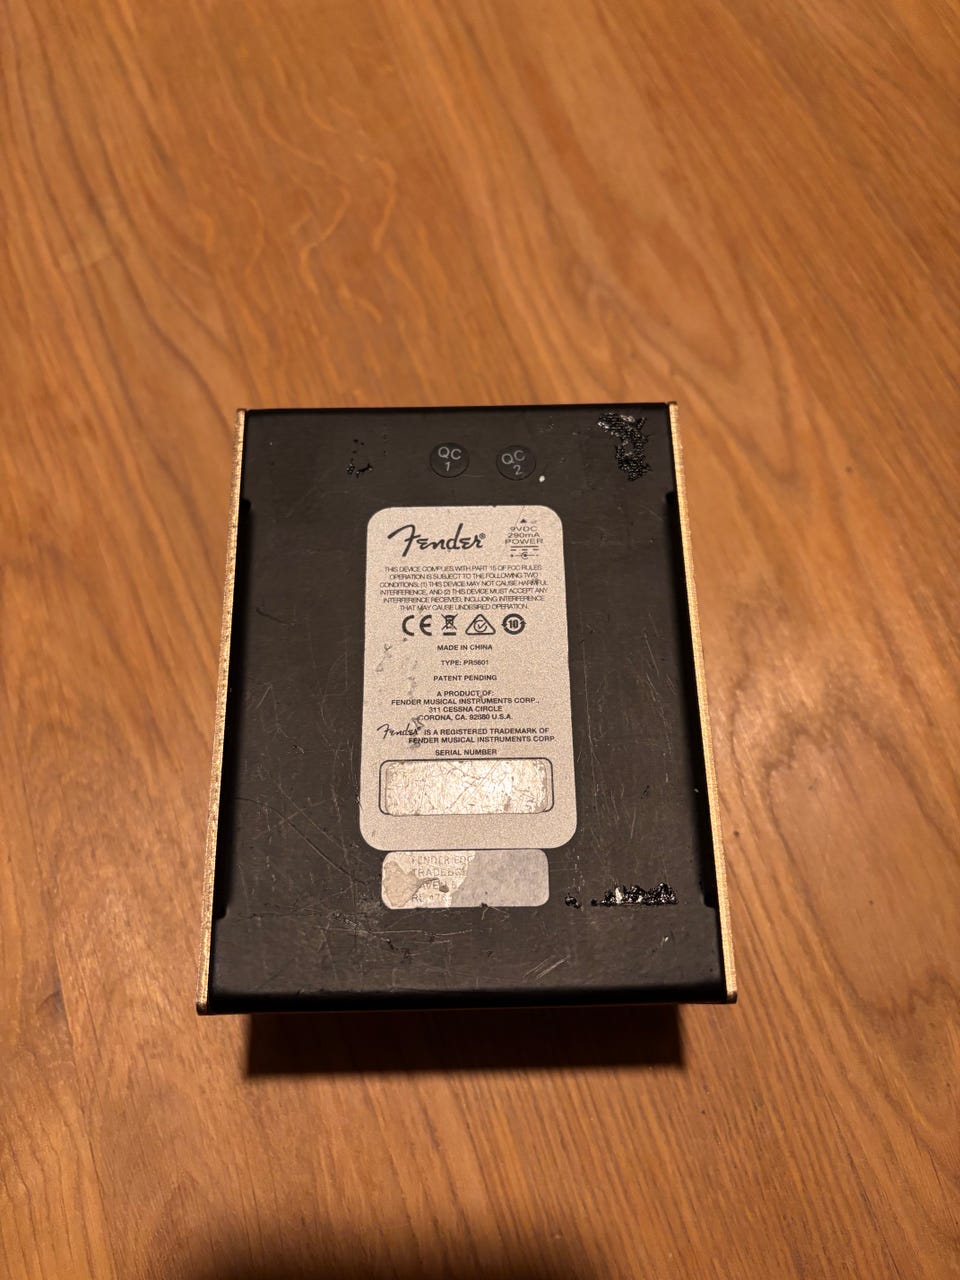 QC
1
QC
2
Fender®
9VDC
290mA
POWER
THIS DEVICE COMPLIES WITH PART 15 OF FCC RULES
OPERATION IS SUBJECT TO THE FOLLOWING TWO
CONDITIONS: (1) THIS DEVICE MAY NOT CAUSE HARMFUL
INTERFERENCE, AND (2) THIS DEVICE MUST ACCEPT ANY
INTERFERENCE RECEIVED, INCLUDING INTERFERENCE
THAT MAY CAUSE UNDESIRED OPERATION.
CE 10
MADE IN CHINA
TYPE: PR5601
PATENT PENDING
A PRODUCT OF:
FENDER MUSICAL INSTRUMENTS CORP.,
311 CESSNA CIRCLE
CORONA, CA. 92880 U.S.A.
Fender® IS A REGISTERED TRADEMARK OF
FENDER MUSICAL INSTRUMENTS CORP.
SERIAL NUMBER
FENDER